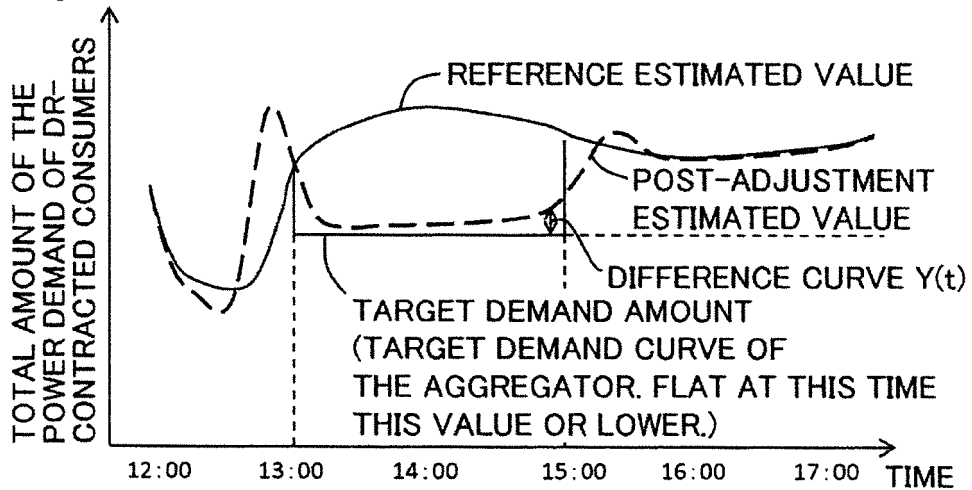 TOTAL AMOUNT OF THE
POWER DEMAND OF DR-
CONTRACTED CONSUMERS
REFERENCE ESTIMATED VALUE
POST-ADJUSTMENT
ESTIMATED VALUE
DIFFERENCE CURVE Y(t)
TARGET DEMAND AMOUNT
(TARGET DEMAND CURVE OF
THE AGGREGATOR. FLAT AT THIS TIME
THIS VALUE OR LOWER.)
12:00 13:00 14:00 15:00 16:00 17:00 TIME